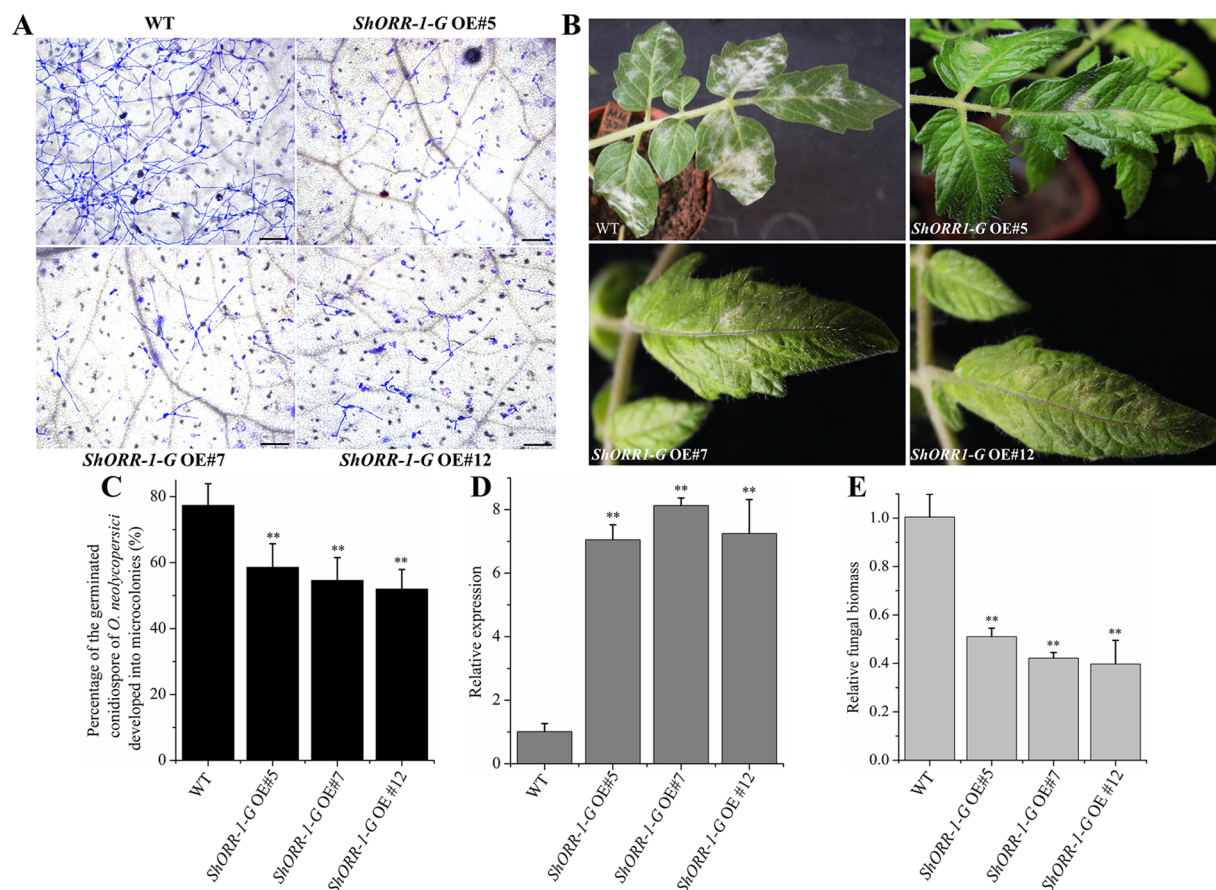 A
WT
ShORR-1-G OE#5
ShORR-1-G OE#7
ShORR-1-G OE#12
B
WT
ShORR1-G OE#5
ShORR1-G OE#7
ShORR1-G OE#12
C
Percentage of the germinated
conidiospore of O. neolycopersici
developed into microcolonies (%)
80
60
40
20
0
**
**
**
WT
ShORR-1-G OE#5
ShORR-1-G OE#7
ShORR-1-G OE #12
D
Relative expression
8
6
4
2
0
**
**
**
WT
ShORR-1-G OE#5
ShORR-1-G OE#7
ShORR-1-G OE #12
E
Relative fungal biomass
1.0
0.8
0.6
0.4
0.2
0.0
**
**
**
WT
ShORR-1-G OE#5
ShORR-1-G OE#7
ShORR-1-G OE #12